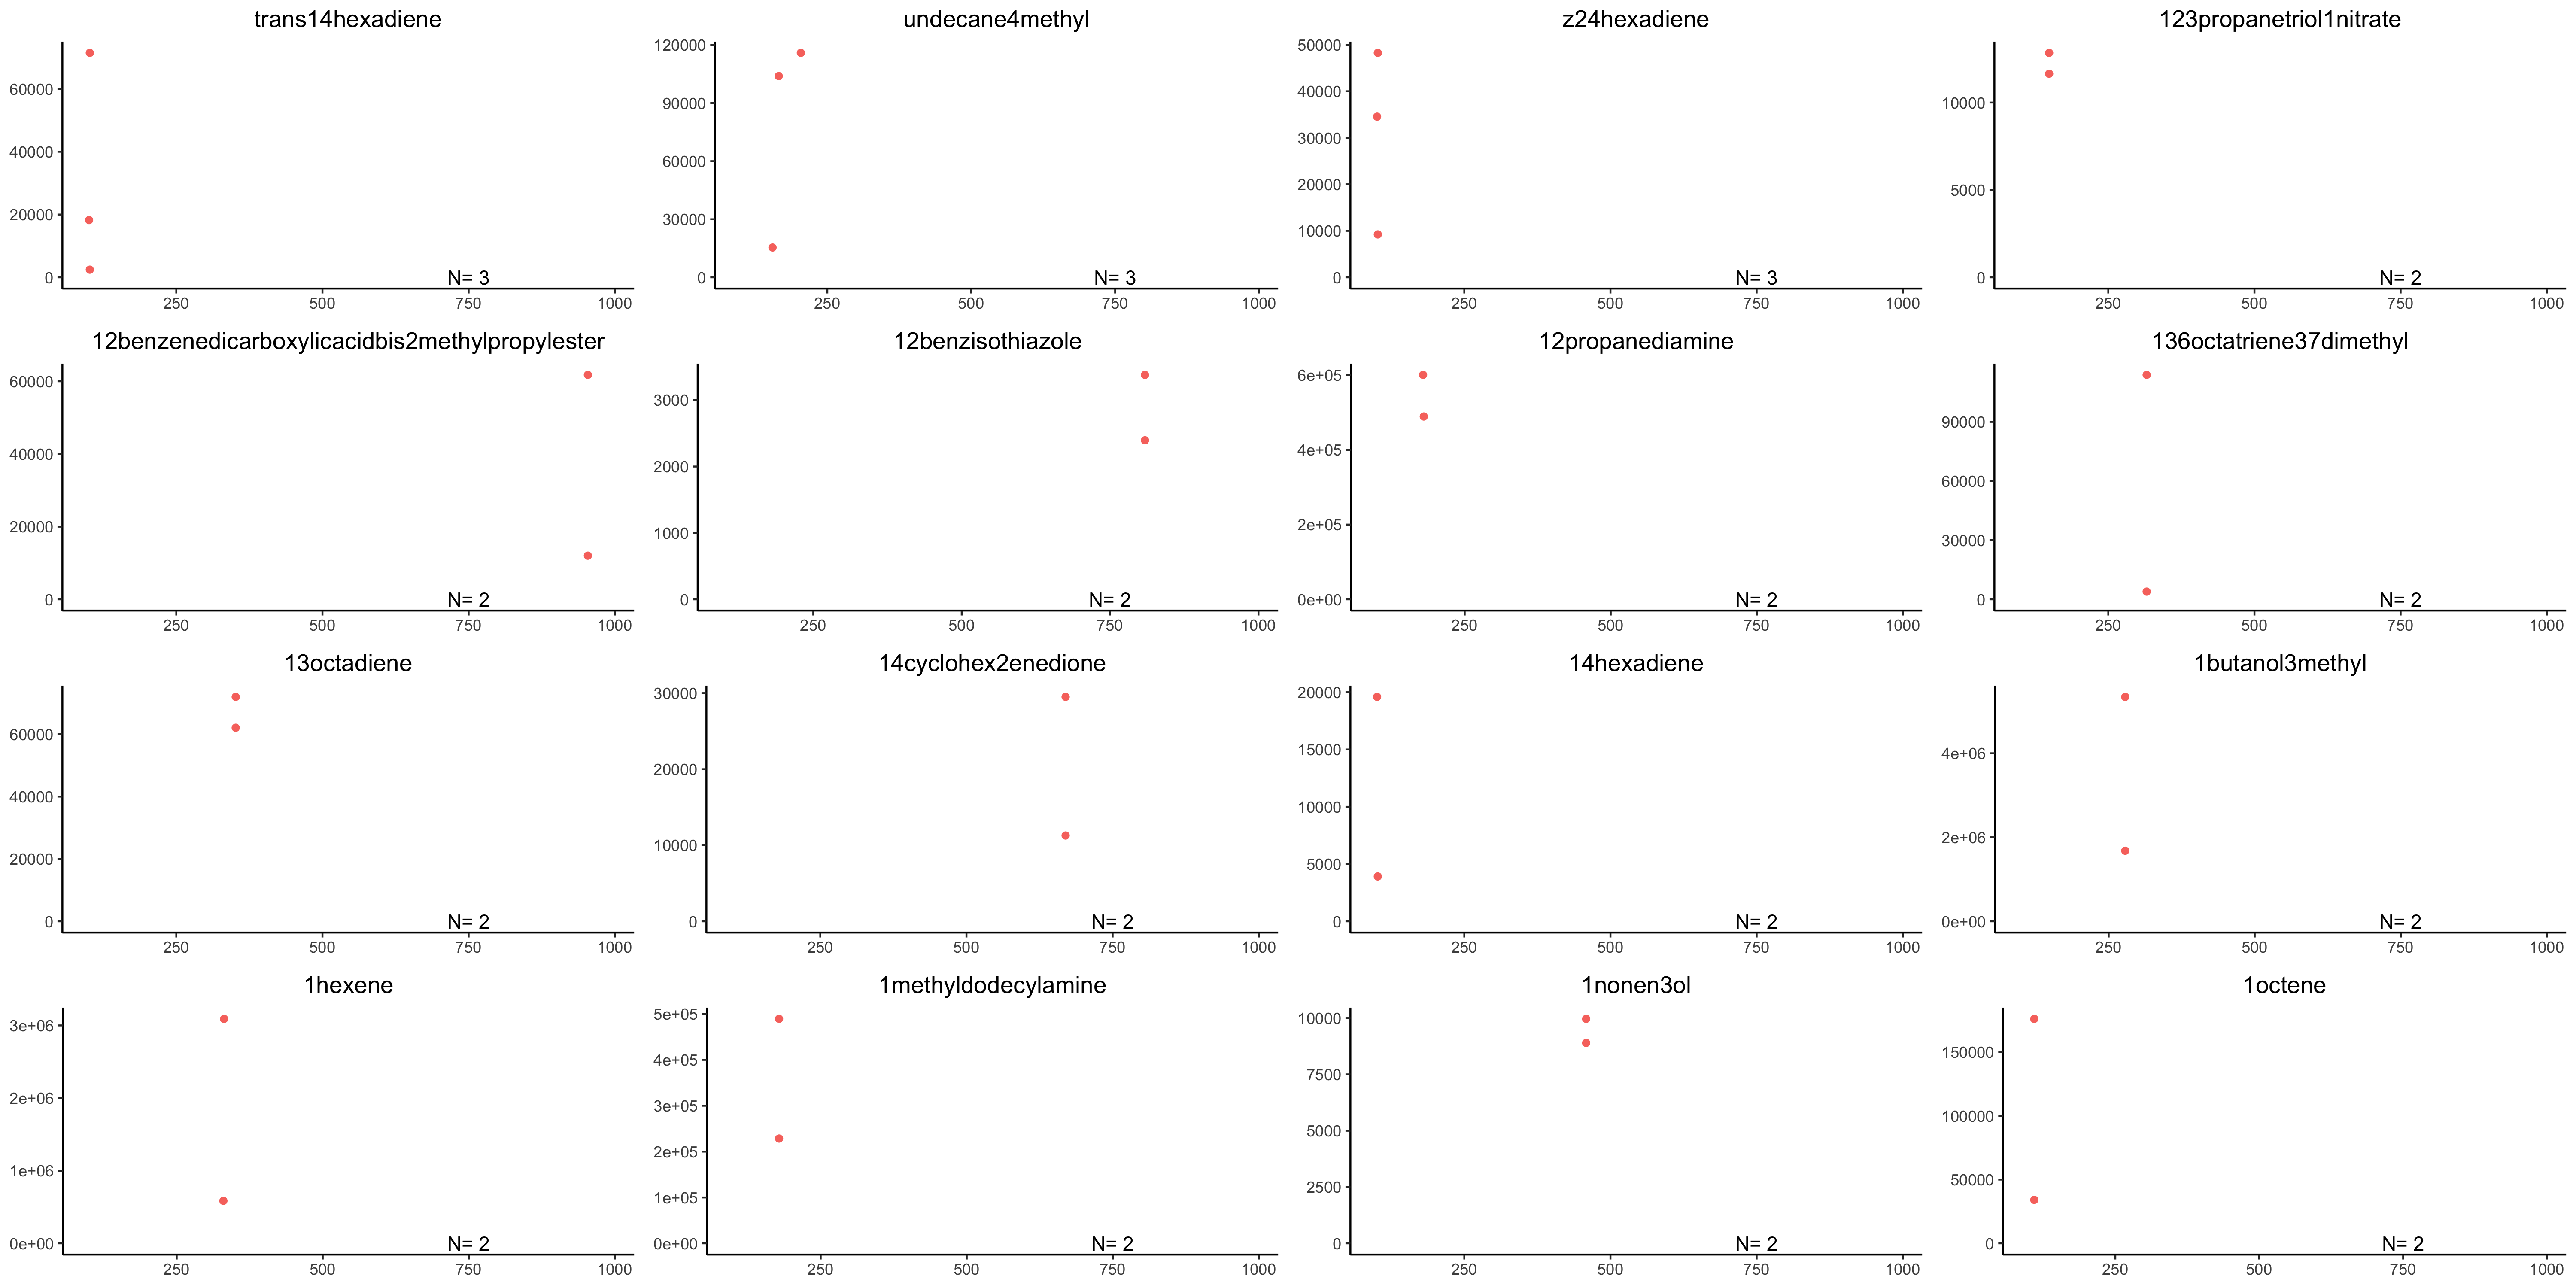 trans14hexadiene
60000
40000
20000
0
N= 3
250 500 750 1000
undecane4methyl
120000
90000
60000
30000
0
N= 3
250 500 750 1000
z24hexadiene
50000
40000
30000
20000
10000
0
N= 3
250 500 750 1000
123propanetriol1nitrate
10000
5000
0
N= 2
250 500 750 1000
12benzenedicarboxylicacidbis2methylpropylester
60000
40000
20000
0
N= 2
250 500 750 1000
12benzisothiazole
3000
2000
1000
0
N= 2
250 500 750 1000
12propanediamine
6e+05
4e+05
2e+05
0e+00
N= 2
250 500 750 1000
136octatriene37dimethyl
90000
60000
30000
0
N= 2
250 500 750 1000
13octadiene
60000
40000
20000
0
N= 2
250 500 750 1000
14cyclohex2enedione
30000
20000
10000
0
N= 2
250 500 750 1000
14hexadiene
20000
15000
10000
5000
0
N= 2
250 500 750 1000
1butanol3methyl
4e+06
2e+06
0e+00
N= 2
250 500 750 1000
1hexene
3e+06
2e+06
1e+06
0e+00
N= 2
250 500 750 1000
1methyldodecylamine
5e+05
4e+05
3e+05
2e+05
1e+05
0e+00
N= 2
250 500 750 1000
1nonen3ol
10000
7500
5000
2500
0
N= 2
250 500 750 1000
1octene
150000
100000
50000
0
N= 2
250 500 750 1000